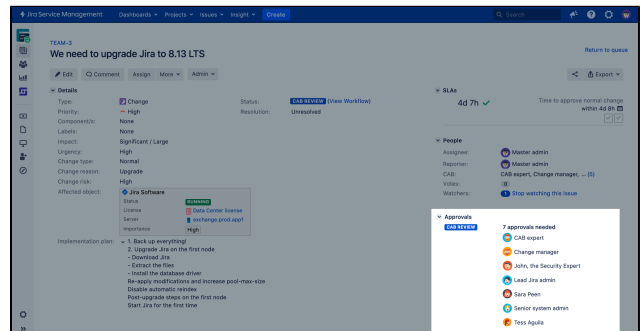 Jira Service Management
Dashboards
Projects
Issues
Insight
Create
Search
TEAM-3
We need to upgrade Jira to 8.13 LTS
Return to queue
Edit
Comment
Assign
More
Admin
Export
Details
Type: Change
Status: CAB REVIEW (View Workflow)
Priority: High
Resolution: Unresolved
Component/s: None
Labels: None
Impact: Significant / Large
Urgency: High
Change type: Normal
Change reason: Upgrade
Change risk: High
Affected object: Jira Software
Status RUNNING
License Data Center license
Server exchange.prod.app1
Importance High
Implementation plan: 1. Back up everything!
2. Upgrade Jira on the first node
- Download Jira
- Extract the files
- Install the database driver
Re-apply modifications and increase pool-max-size
Disable automatic reindex
Post-upgrade steps on the first node
Start Jira for the first time
SLAs
4d 7h
Time to approve normal change
within 4d 8h
People
Assignee: Master admin
Reporter: Master admin
CAB: CAB expert, Change manager, ... (5)
Votes: 0
Watchers: 1 Stop watching this issue
Approvals
CAB REVIEW
7 approvals needed
CAB expert
Change manager
John, the Security Expert
Lead Jira admin
Sara Peen
Senior system admin
Tess Aguila